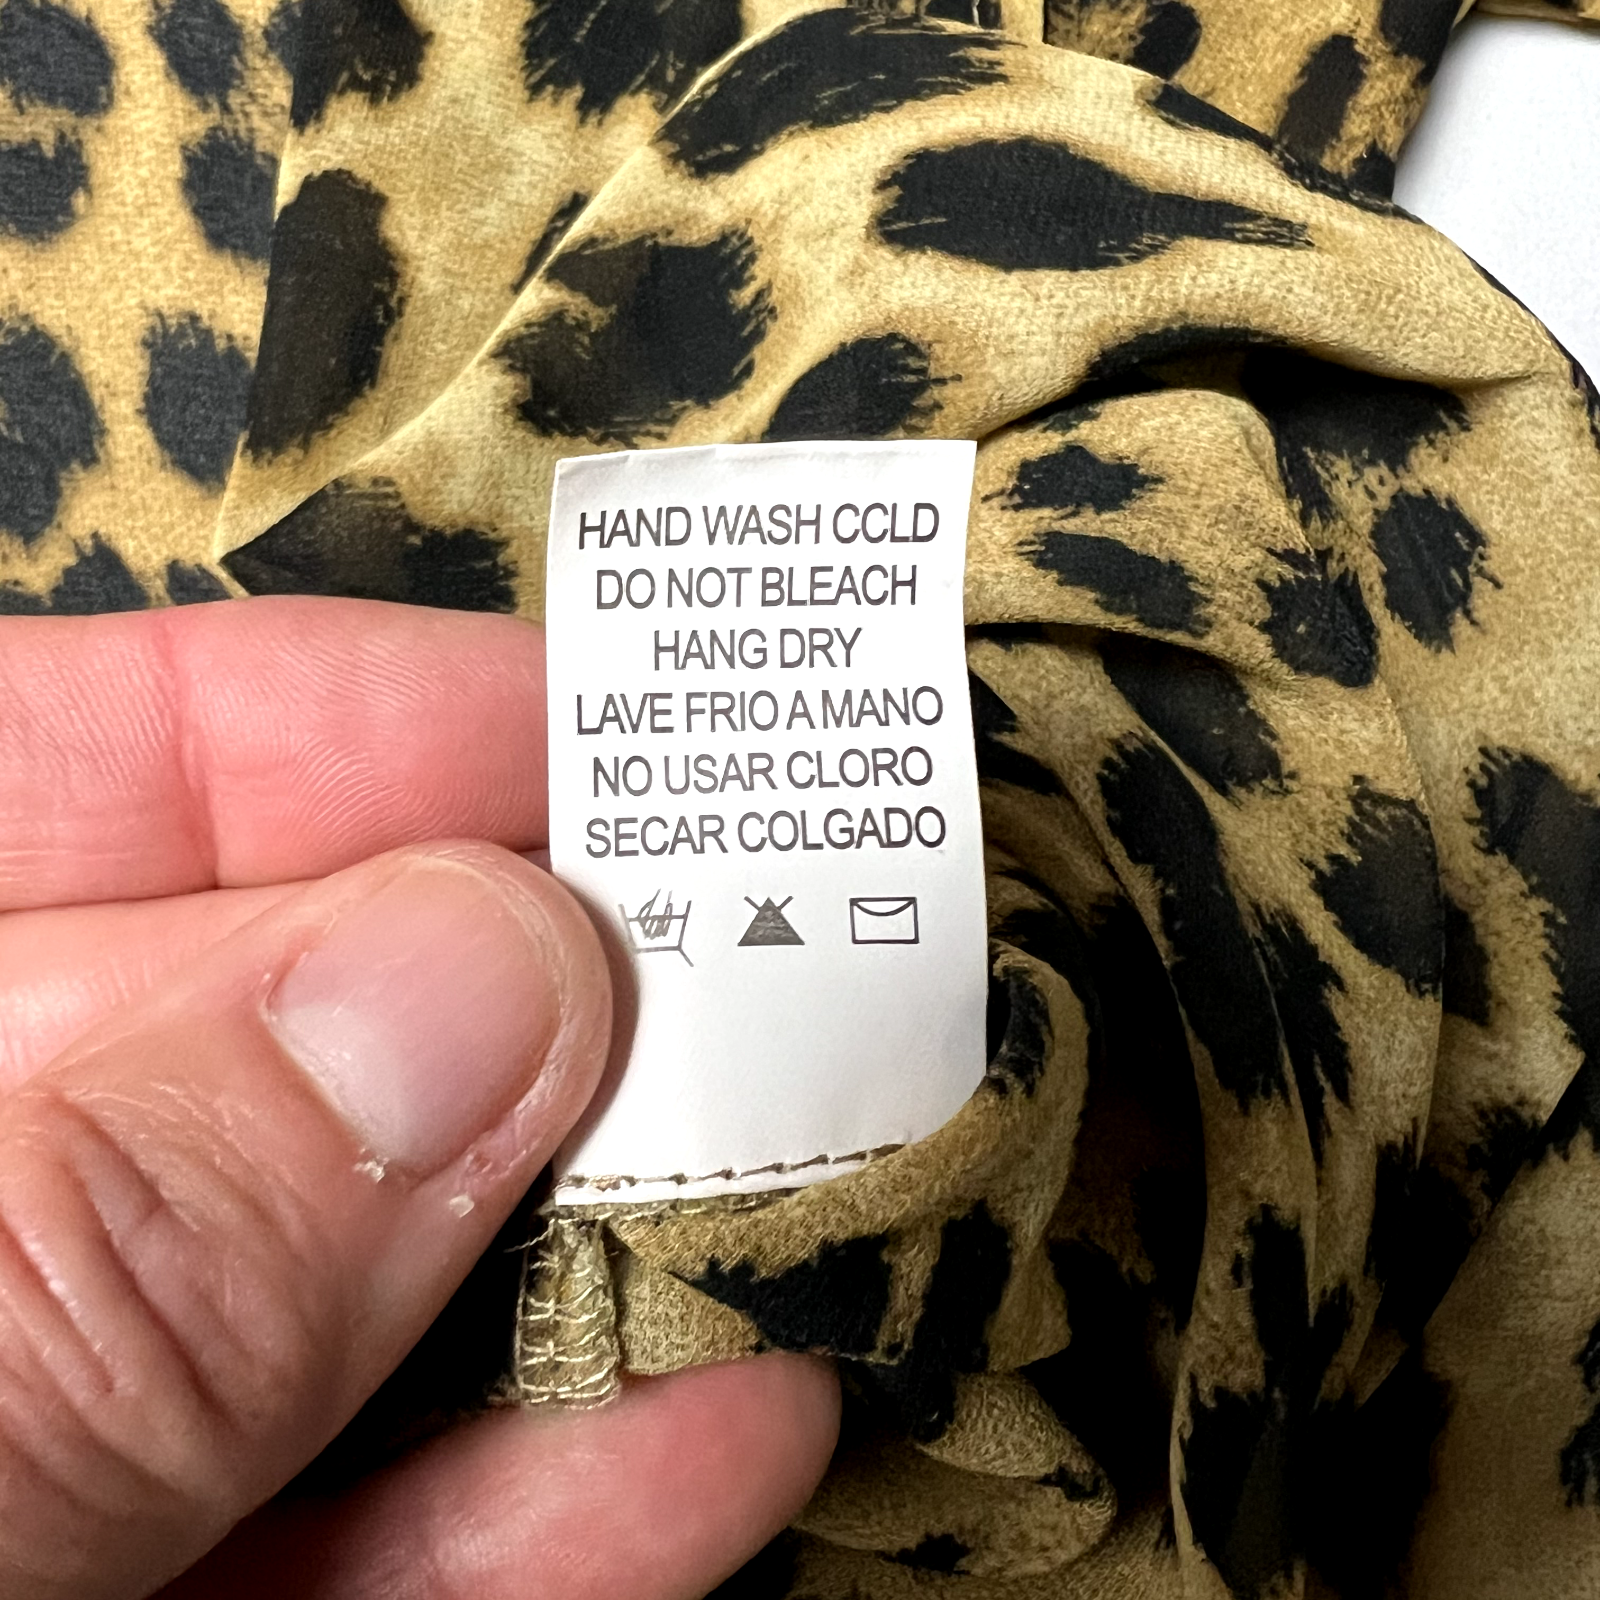 HAND WASH CCLD
DO NOT BLEACH
HANG DRY
LAVE FRIO A MANO
NO USAR CLORO
SECAR COLGADO